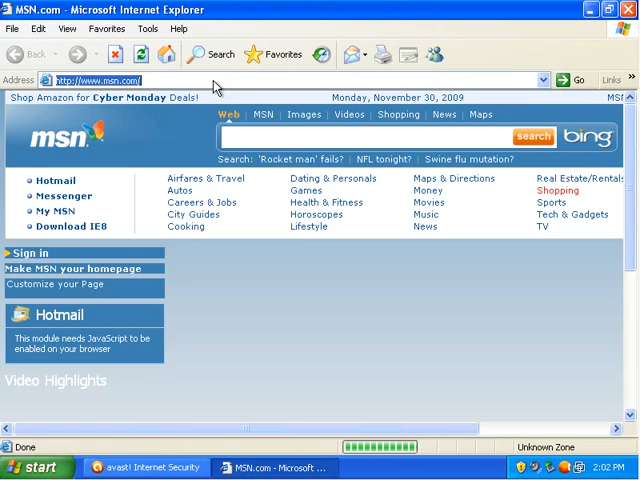 MSN.com - Microsoft Internet Explorer
File Edit View Favorites Tools Help
Back Search Favorites
Address http://www.msn.com/ Go Links »
Shop Amazon for Cyber Monday Deals! Monday, November 30, 2009 MS
Web MSN Images Videos Shopping News Maps
msn search bing
Search: 'Rocket man' fails? NFL tonight? Swine flu mutation?
Hotmail
Messenger
My MSN
Download IE8
Airfares & Travel
Autos
Careers & Jobs
City Guides
Cooking
Dating & Personals
Games
Health & Fitness
Horoscopes
Lifestyle
Maps & Directions
Money
Movies
Music
News
Real Estate/Rentals
Shopping
Sports
Tech & Gadgets
TV
Sign in
Make MSN your homepage
Customize your Page
Hotmail
This module needs JavaScript to be
enabled on your browser
Video Highlights
Done Unknown Zone
start avast! Internet Security MSN.com - Microsoft ... 2:02 PM